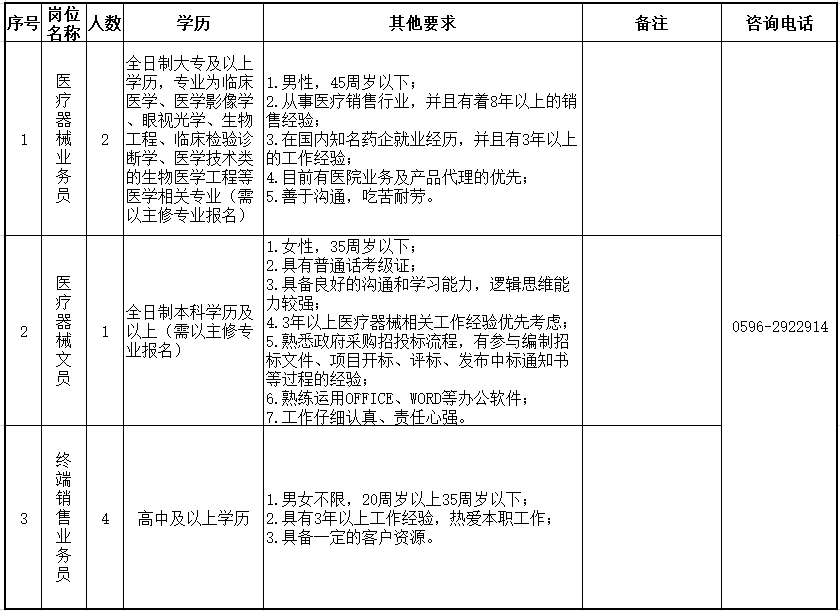 序号 岗位名称 人数 学历 其他要求 备注 咨询电话
1
医疗器械业务员
2
全日制大专及以上
学历，专业为临床
医学、医学影像学
、眼视光学、生物
工程、临床检验诊
断学、医学技术类
的生物医学工程等
医学相关专业（需
以主修专业报名）
1.男性，45周岁以下；
2.从事医疗销售行业，并且有着8年以上的销
售经验；
3.在国内知名药企就业经历，并且有3年以上
的工作经验；
4.目前有医院业务及产品代理的优先；
5.善于沟通，吃苦耐劳。
2
医疗器械文员
1
全日制本科学历及
以上（需以主修专
业报名）
1.女性，35周岁以下；
2.具有普通话考级证；
3.具备良好的沟通和学习能力，逻辑思维能
力较强；
4.3年以上医疗器械相关工作经验优先考虑；
5.熟悉政府采购招投标流程，有参与编制招
标文件、项目开标、评标、发布中标通知书
等过程的经验；
6.熟练运用OFFICE、WORD等办公软件；
7.工作仔细认真、责任心强。
0596-2922914
3
终端销售业务员
4
高中及以上学历
1.男女不限，20周岁以上35周岁以下；
2.具有3年以上工作经验，热爱本职工作；
3.具备一定的客户资源。